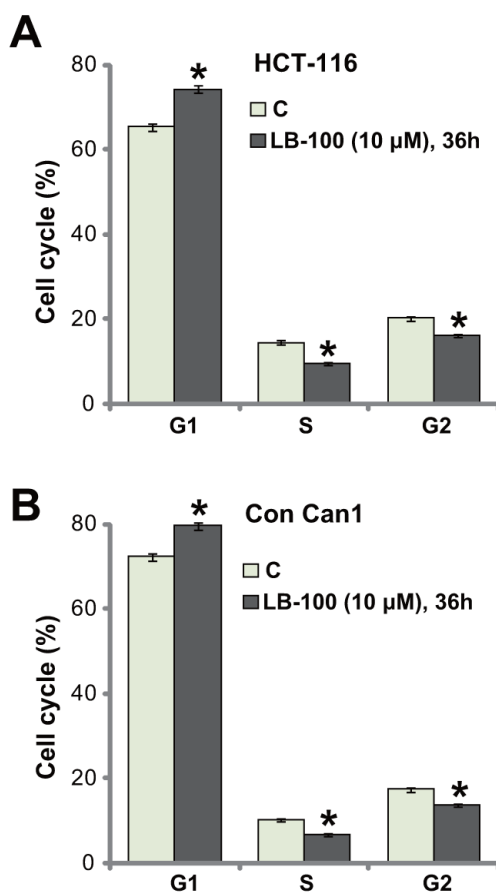 A
HCT-116
C
LB-100 (10 µM), 36h
Cell cycle (%)
80
60
40
20
0
* * *
G1 S G2
B
Con Can1
C
LB-100 (10 µM), 36h
Cell cycle (%)
80
60
40
20
0
* * *
G1 S G2